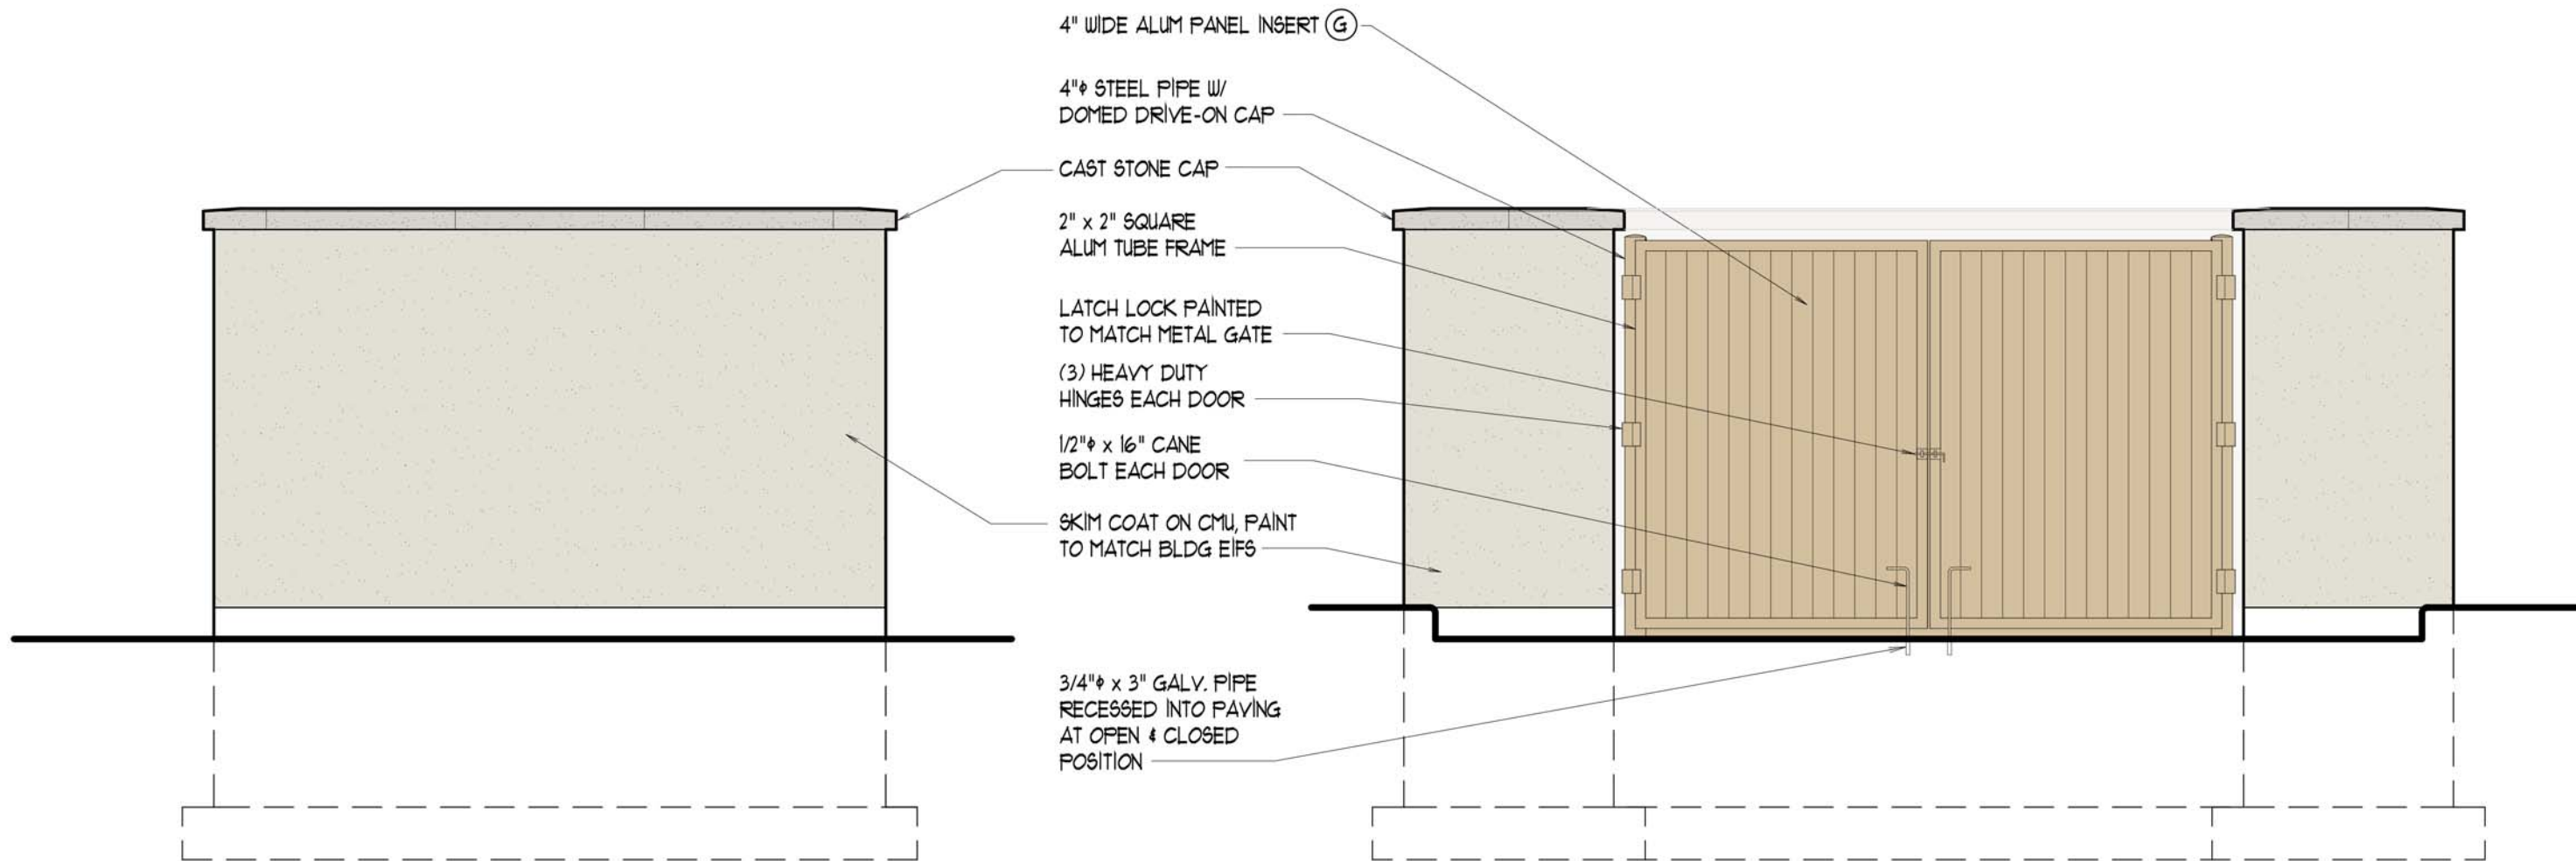 4" WIDE ALUM PANEL INSERT G
4"ϕ STEEL PIPE W/
DOMED DRIVE-ON CAP
CAST STONE CAP
2" x 2" SQUARE
ALUM TUBE FRAME
LATCH LOCK PAINTED
TO MATCH METAL GATE
(3) HEAVY DUTY
HINGES EACH DOOR
1/2"ϕ x 16" CANE
BOLT EACH DOOR
SKIM COAT ON CMU, PAINT
TO MATCH BLDG EIFS
3/4"ϕ x 3" GALV. PIPE
RECESSED INTO PAVING
AT OPEN & CLOSED
POSITION